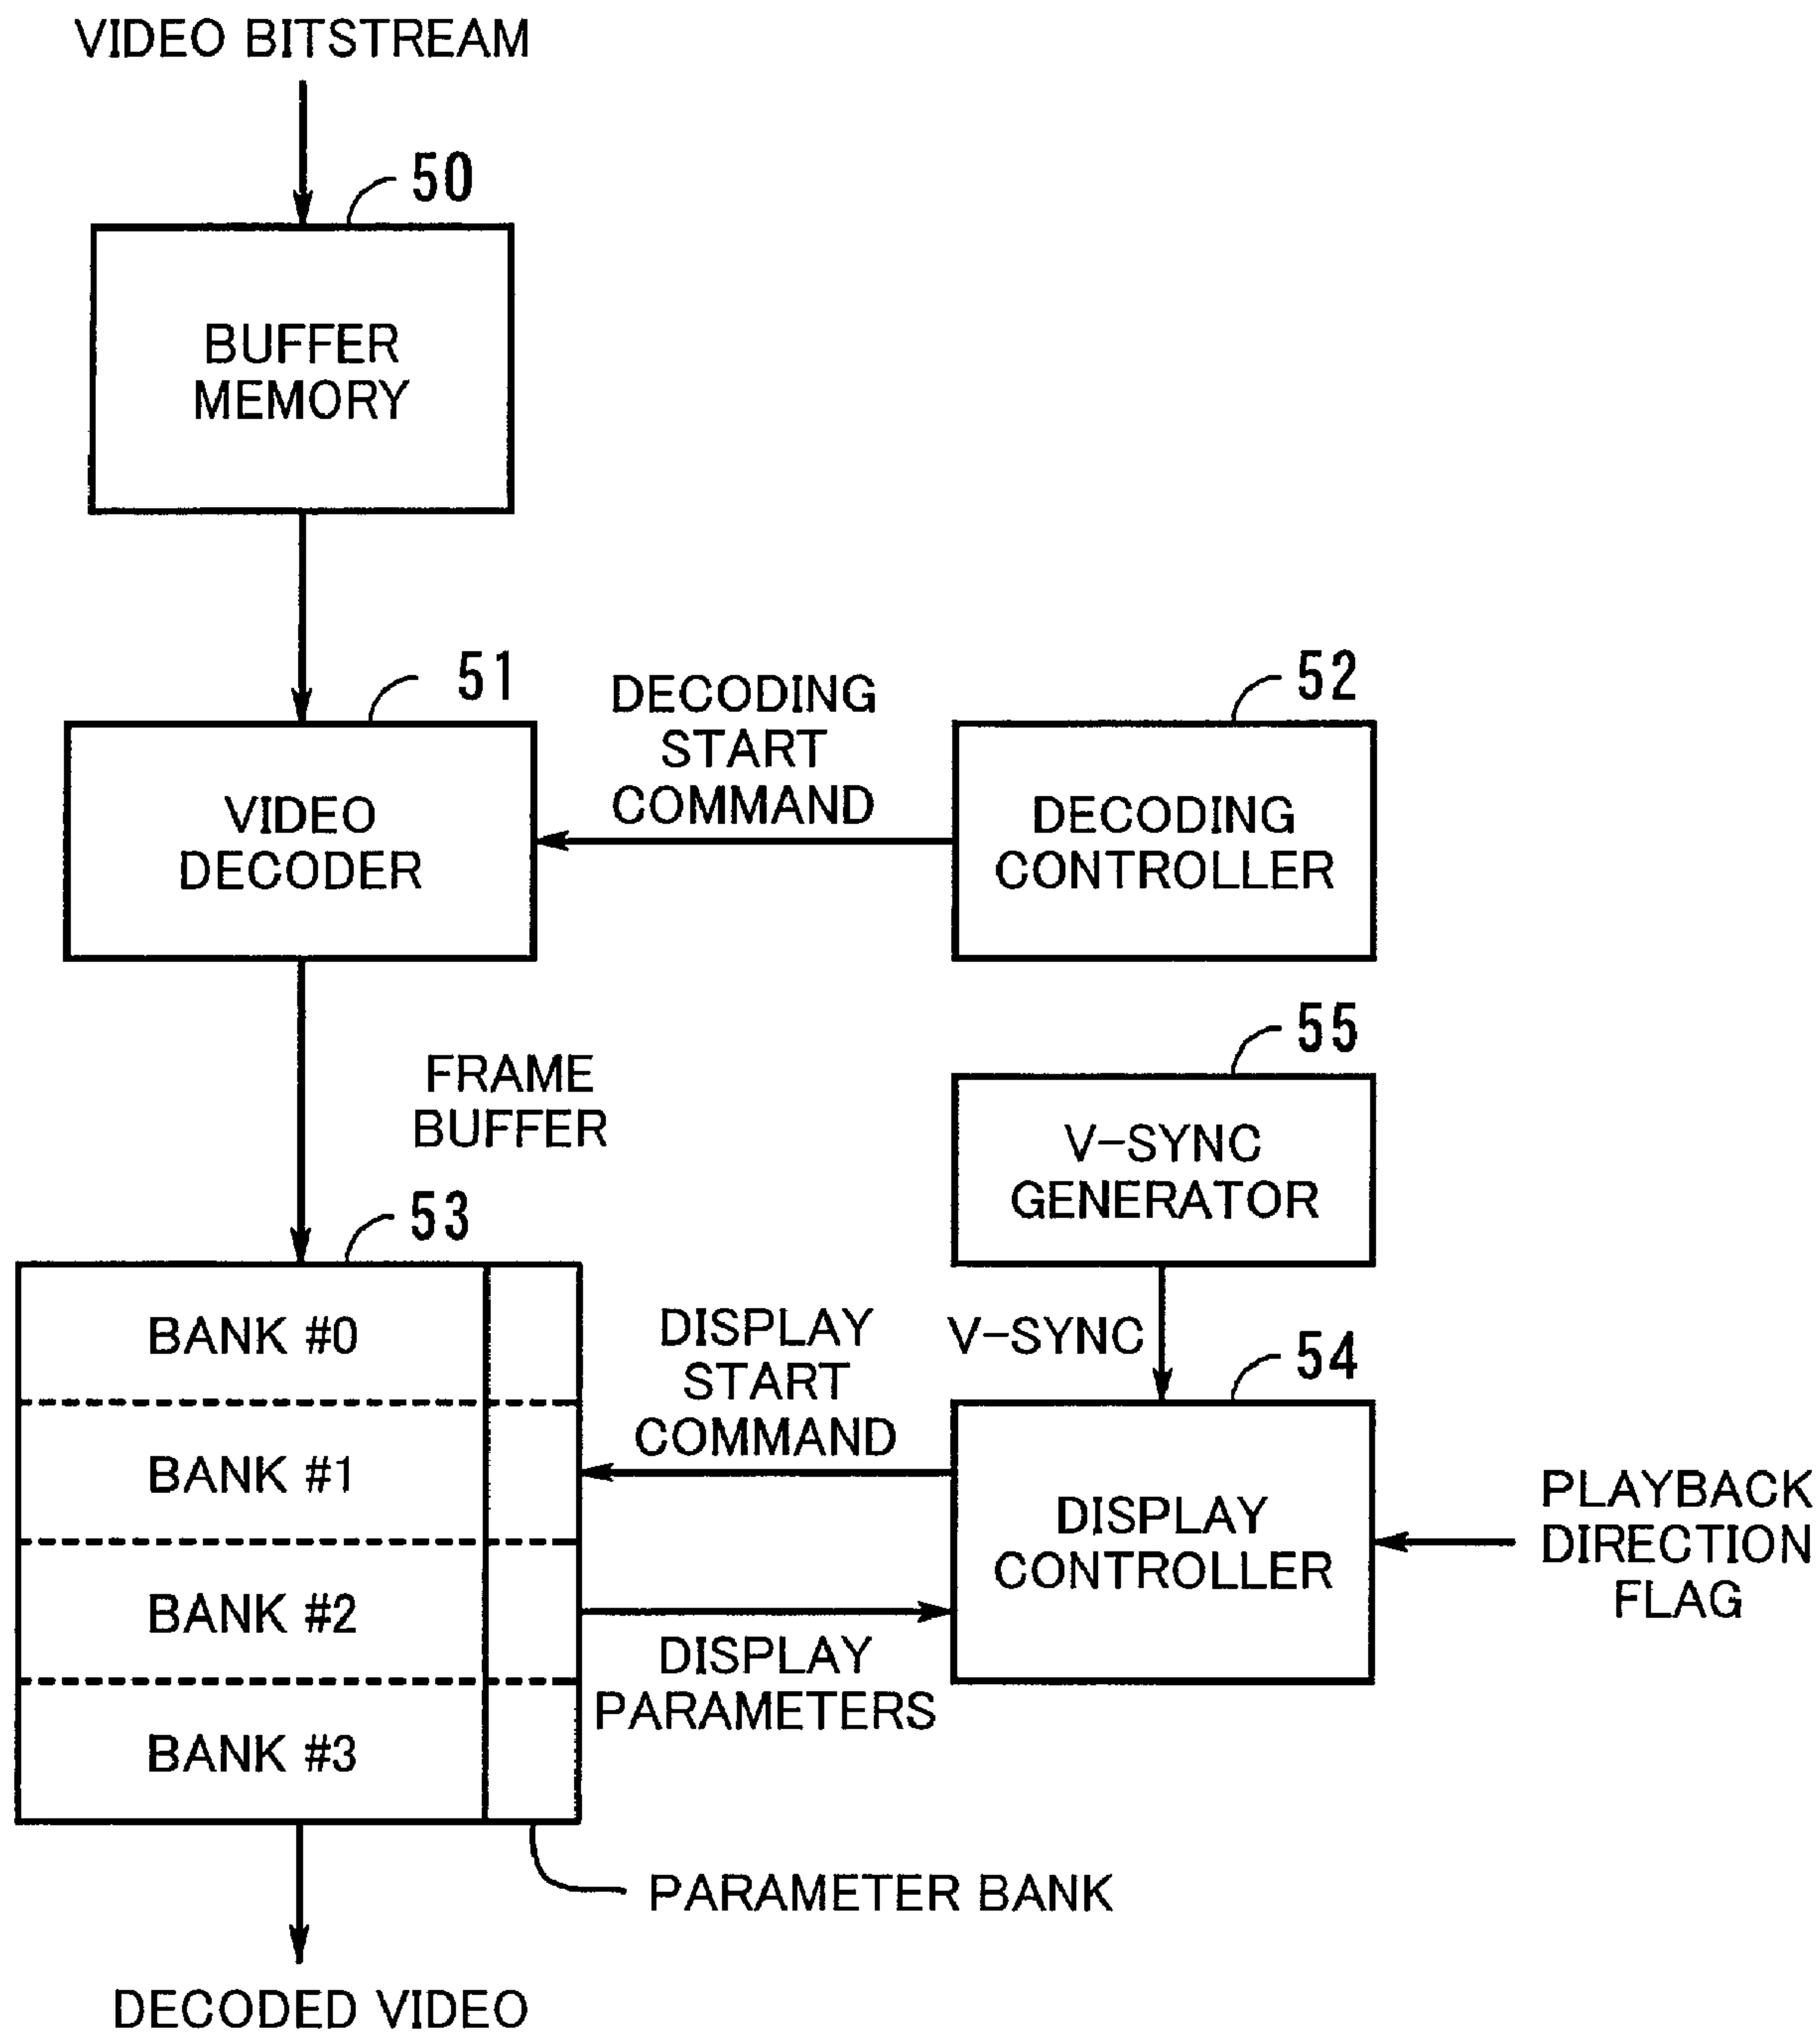 VIDEO BITSTREAM
50
BUFFER
MEMORY
51
DECODING
START
COMMAND
52
VIDEO
DECODER
DECODING
CONTROLLER
FRAME
BUFFER
55
V-SYNC
GENERATOR
53
BANK #0
BANK #1
BANK #2
BANK #3
DISPLAY
START
COMMAND
V-SYNC
54
DISPLAY
CONTROLLER
PLAYBACK
DIRECTION
FLAG
DISPLAY
PARAMETERS
PARAMETER BANK
DECODED VIDEO